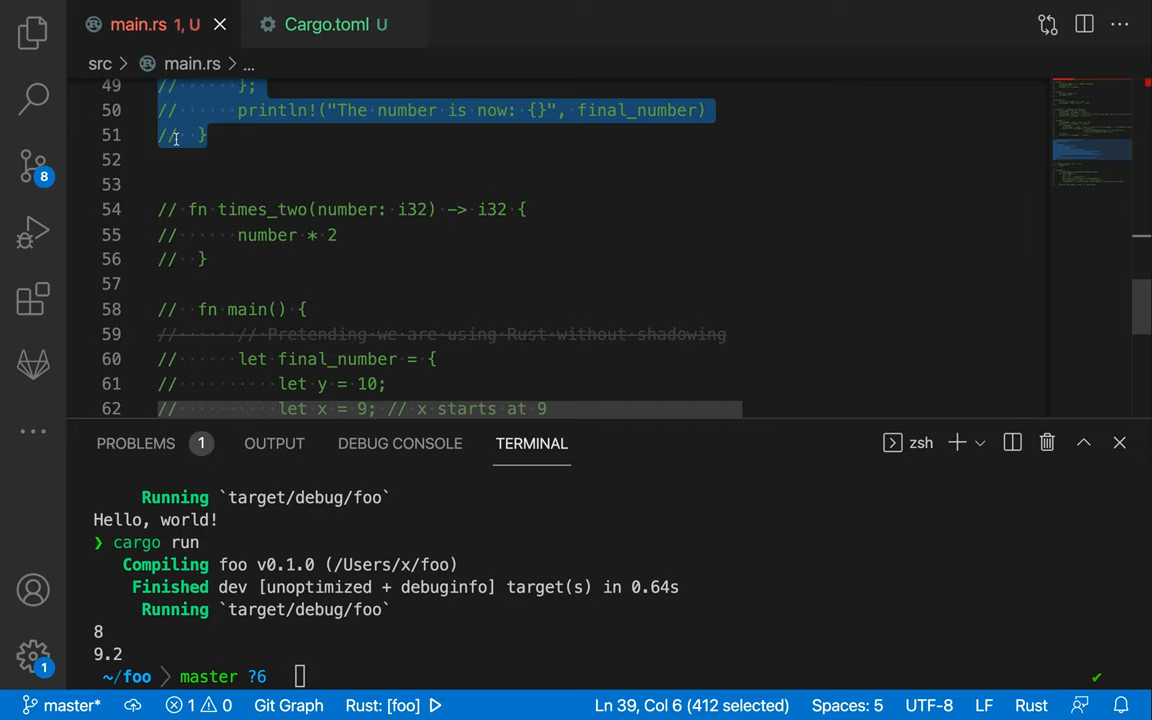 main.rs 1, U
Cargo.toml U
src > main.rs > ...
49 // };
50 // println!("The number is now: {}", final_number)
51 // }
52
53
54 // fn times_two(number: i32) -> i32 {
55 // number * 2
56 // }
57
58 // fn main() {
59 // // Pretending we are using Rust without shadowing
60 // let final_number = {
61 // let y = 10;
62 // let x = 9; // x starts at 9
8
1
PROBLEMS 1 OUTPUT DEBUG CONSOLE TERMINAL zsh
Running `target/debug/foo`
Hello, world!
❯ cargo run
Compiling foo v0.1.0 (/Users/x/foo)
Finished dev [unoptimized + debuginfo] target(s) in 0.64s
Running `target/debug/foo`
8
9.2
~/foo > master ?6
master* 1 0 Git Graph Rust: [foo] Ln 39, Col 6 (412 selected) Spaces: 5 UTF-8 LF Rust